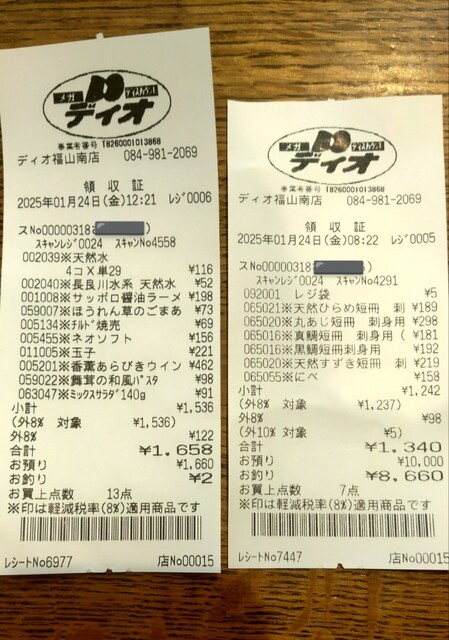 メガ ディスカウント
ディオ
事業者番号 T8260001013868
ディオ福山南店 084-981-2069
領収証
2025年01月24日(金)12:21 レジ0006
スNo00000318 )
スキャンレジ0024 スキャンNo4558
002039※天然水
4コ×単29 ¥116
002040※長良川水系 天然水 ¥52
001008※サッポロ醤油ラーメ ¥198
059007※ほうれん草のごまあ ¥73
005134※ﾁﾙﾄﾞ焼売 ¥69
005455※ネオソフト ¥156
011005※玉子 ¥221
005201※香薫あらびきウイン ¥462
059022※舞茸の和風ﾊﾟｽﾀ ¥98
063047※ﾐｯｸｽｻﾗﾀﾞ140g ¥91
小計 ¥1,536
(外8% 対象 ¥1,536)
外8% ¥122
合計 ¥1,658
お預り ¥1,660
お釣り ¥2
お買上点数 13点
※印は軽減税率(8%)適用商品です
レシートNo6977 店No00015
メガ ディスカウント
ディオ
事業者番号 T8260001013868
ディオ福山南店 084-981-2069
領収証
2025年01月24日(金)08:22 レジ0005
スNo00000318( )
スキャンレジ0024 スキャンNo4291
092001 レジ袋 ¥5
065021※天然ひらめ短冊 刺 ¥189
065020※丸あじ短冊 刺身用 ¥298
065016※真鯛短冊 刺身用( ¥181
065016※黒鯛短冊刺身用 ¥192
065020※天然すずき短冊 刺 ¥219
065055※にべ ¥158
小計 ¥1,242
(外8% 対象 ¥1,237)
外8% ¥98
(外10% 対象 ¥5)
合計 ¥1,340
お預り ¥10,000
お釣り ¥8,660
お買上点数 7点
※印は軽減税率(8%)適用商品です
レシートNo7447 店No00015